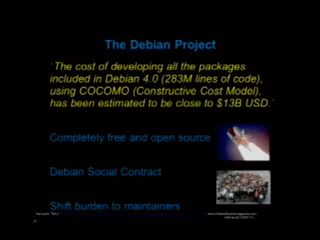 The Debian Project
"The cost of developing all the packages
included in Debian 4.0 (283M lines of code),
using COCOMO (Constructive Cost Model),
has been estimated to be close to $13B USD."
Completely free and open source
Debian Social Contract
Shift burden to maintainers